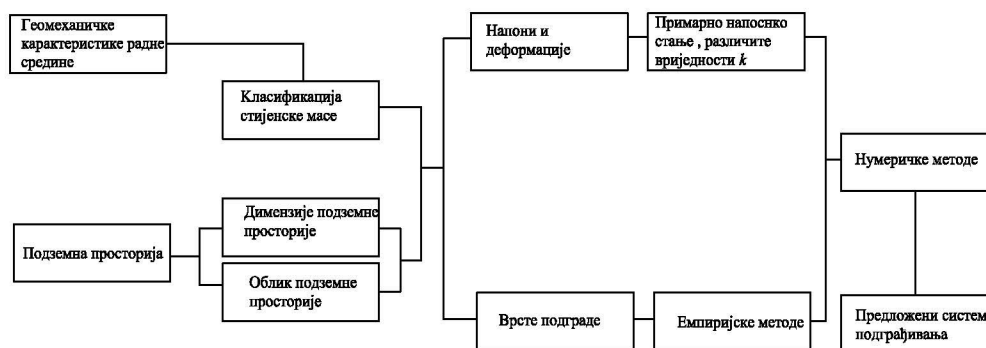 Геомеханичке
карактеристике радне
средине
Класификација
стијенске масе
Подземна просторија
Димензије подземне
просторије
Облик подземне
просторије
Напони и
деформације
Примарно напоснко
стање , различите
вриједности k
Врсте подграде
Емпиријске методе
Нумеричке методе
Предложени систем
подграђивања